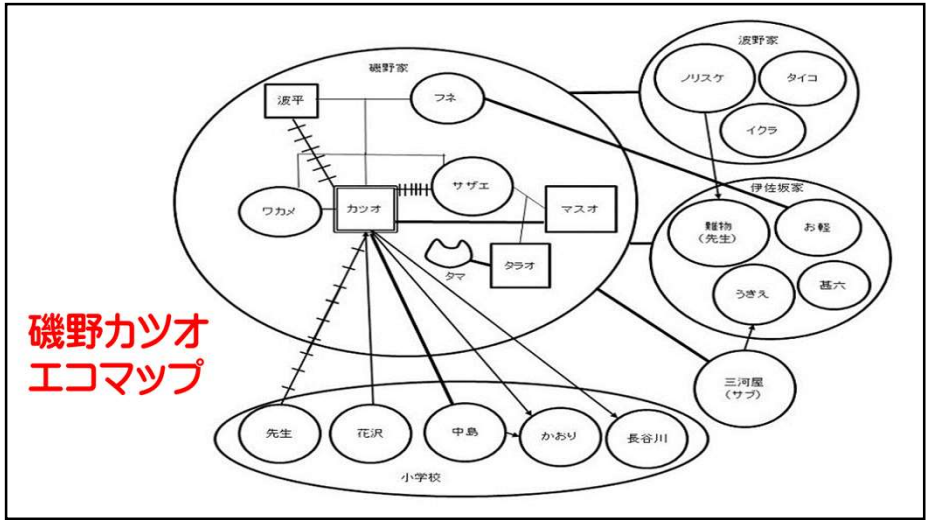 磯野家
波平
フネ
ワカメ
カツオ
サザエ
マスオ
タマ
タラオ
波野家
ノリスケ
タイコ
イクラ
伊佐坂家
難物
(先生)
お軽
うきえ
甚六
三河屋
(サブ)
磯野カツオ
エコマップ
先生
花沢
中島
かおり
長谷川
小学校